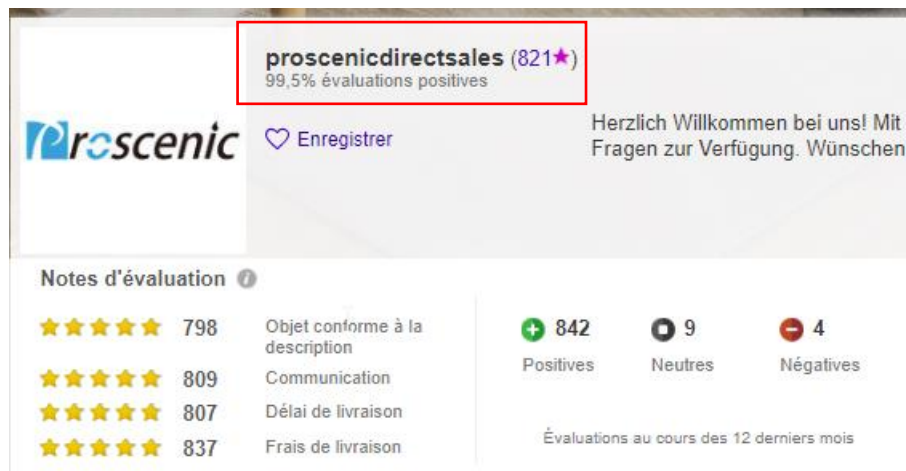 proscenicdirectsales (821★)
99,5% évaluations positives
Proscenic
Enregistrer
Herzlich Willkommen bei uns! Mit
Fragen zur Verfügung. Wünschen
Notes d'évaluation
798 Objet conforme à la
description
809 Communication
807 Délai de livraison
837 Frais de livraison
842 9 4
Positives Neutres Négatives
Évaluations au cours des 12 derniers mois